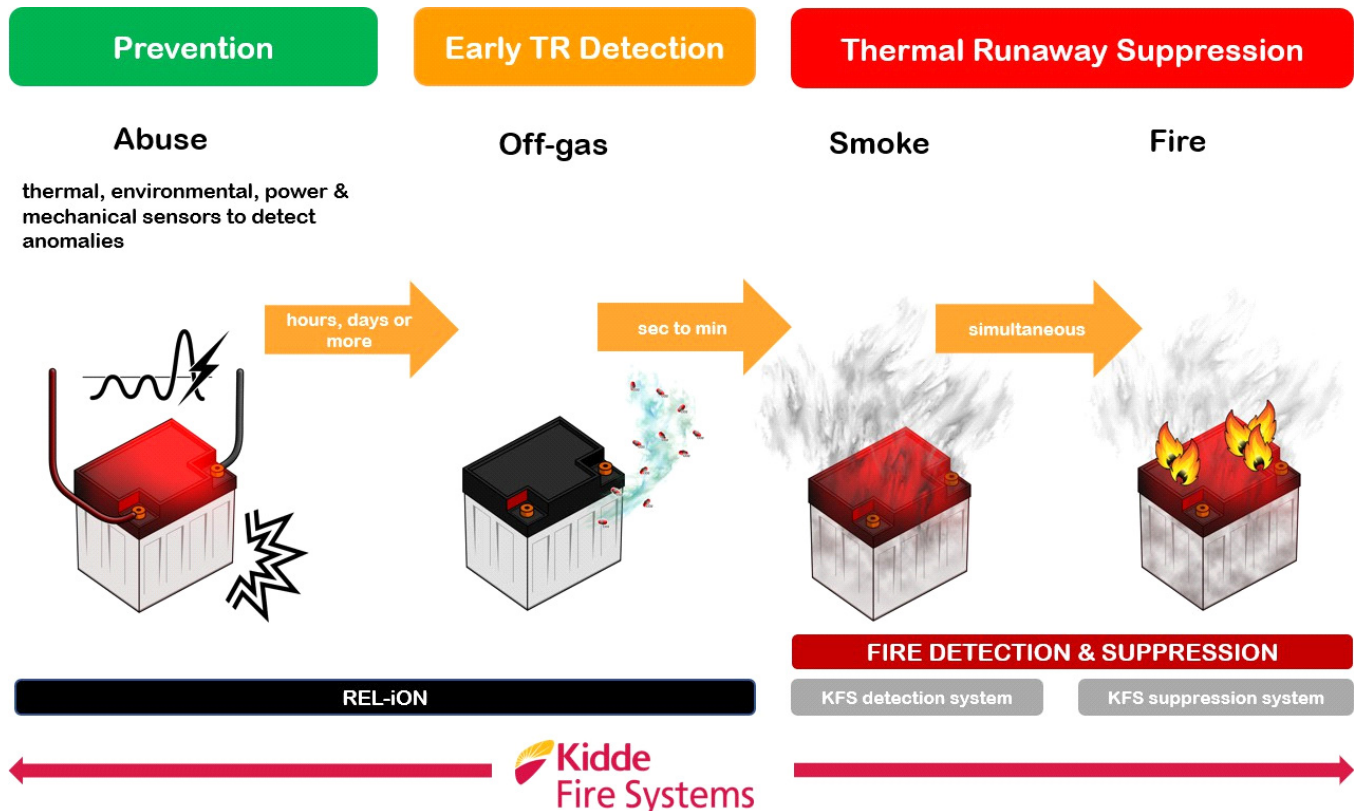 Prevention
Early TR Detection
Thermal Runaway Suppression
Abuse
Off-gas
Smoke
Fire
thermal, environmental, power &
mechanical sensors to detect
anomalies
hours, days or
more
sec to min
simultaneous
FIRE DETECTION & SUPPRESSION
REL-iON
KFS detection system
KFS suppression system
Kidde
Fire Systems